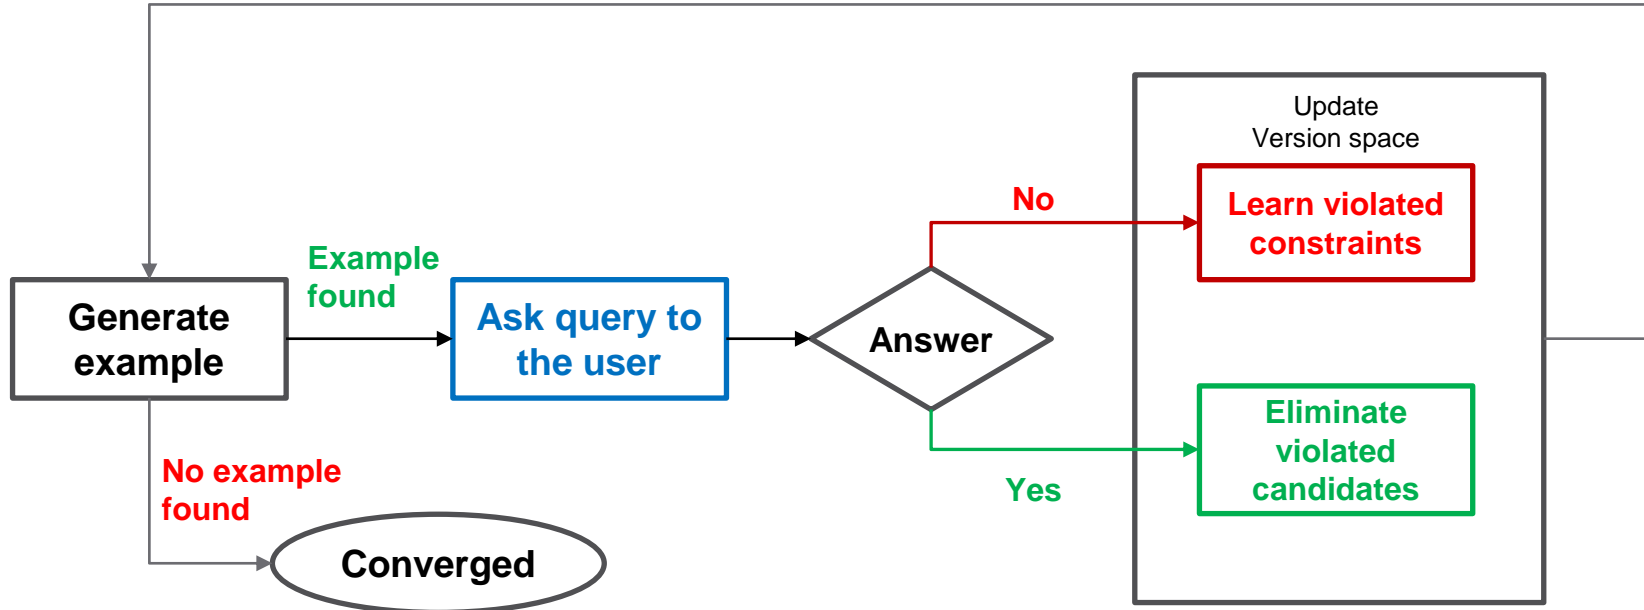 Update
Version space
No
Learn violated
constraints
Example
found
Generate
example
Ask query to
the user
Answer
Eliminate
violated
candidates
Yes
No example
found
Converged